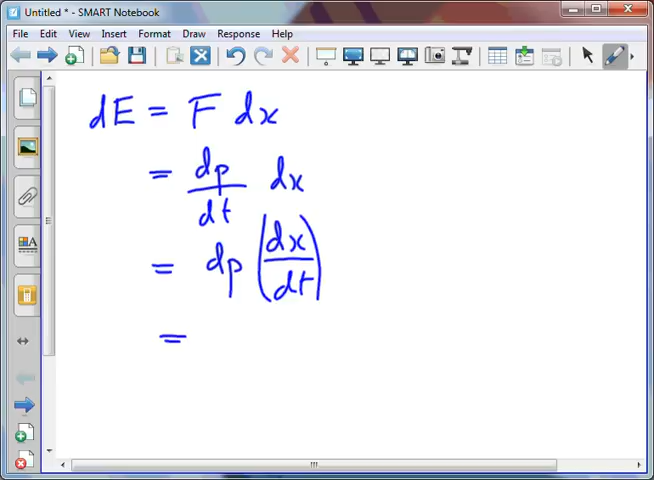 Untitled * - SMART Notebook
File Edit View Insert Format Draw Response Help
dE = F dx
= dp/dt dx
= dp (dx/dt)
=